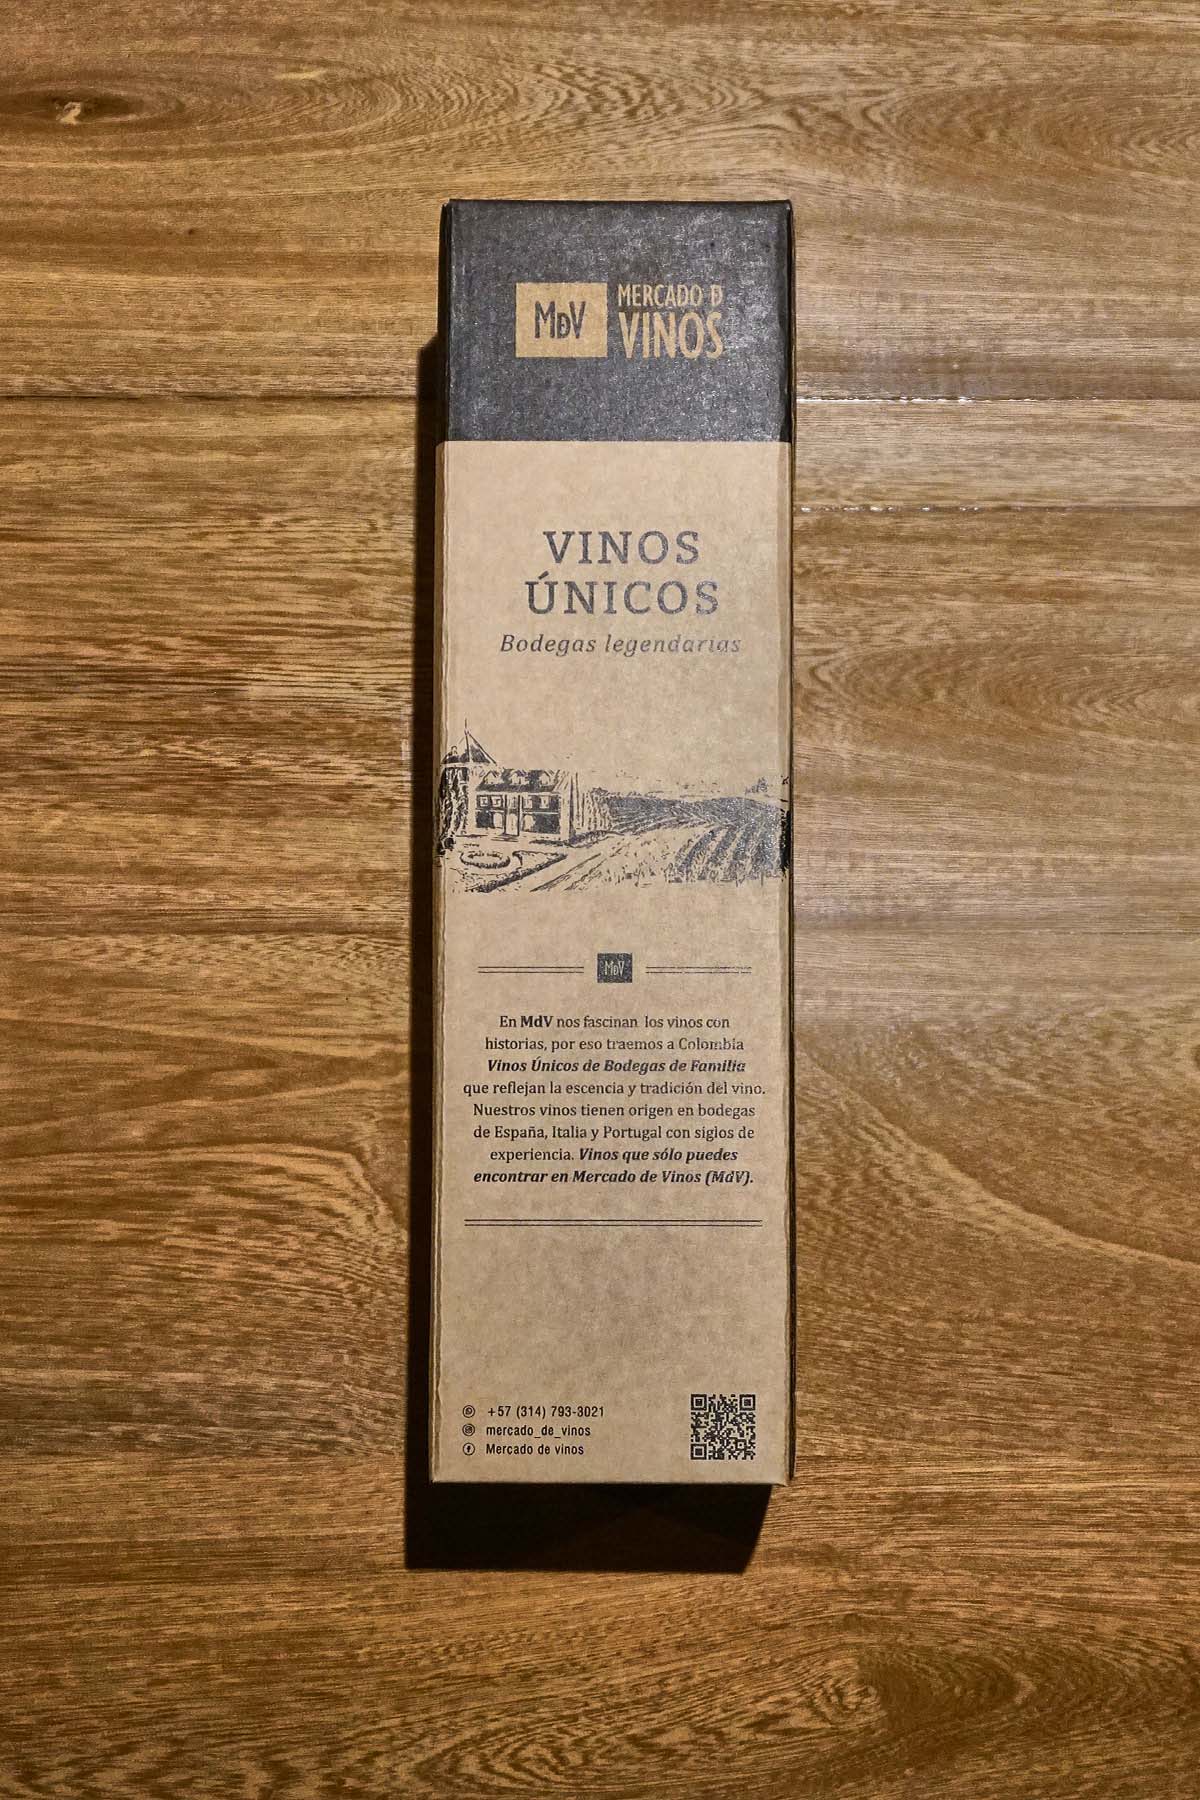 MdV
MERCADO D
VINOS
VINOS
ÚNICOS
Bodegas legendarias
MdV
En MdV nos fascinan los vinos con
historias, por eso traemos a Colombia
Vinos Únicos de Bodegas de Familia
que reflejan la escencia y tradición del vino.
Nuestros vinos tienen origen en bodegas
de España, Italia y Portugal con siglos de
experiencia. Vinos que sólo puedes
encontrar en Mercado de Vinos (MdV).
+57 (314) 793-3021
mercado_de_vinos
Mercado de vinos